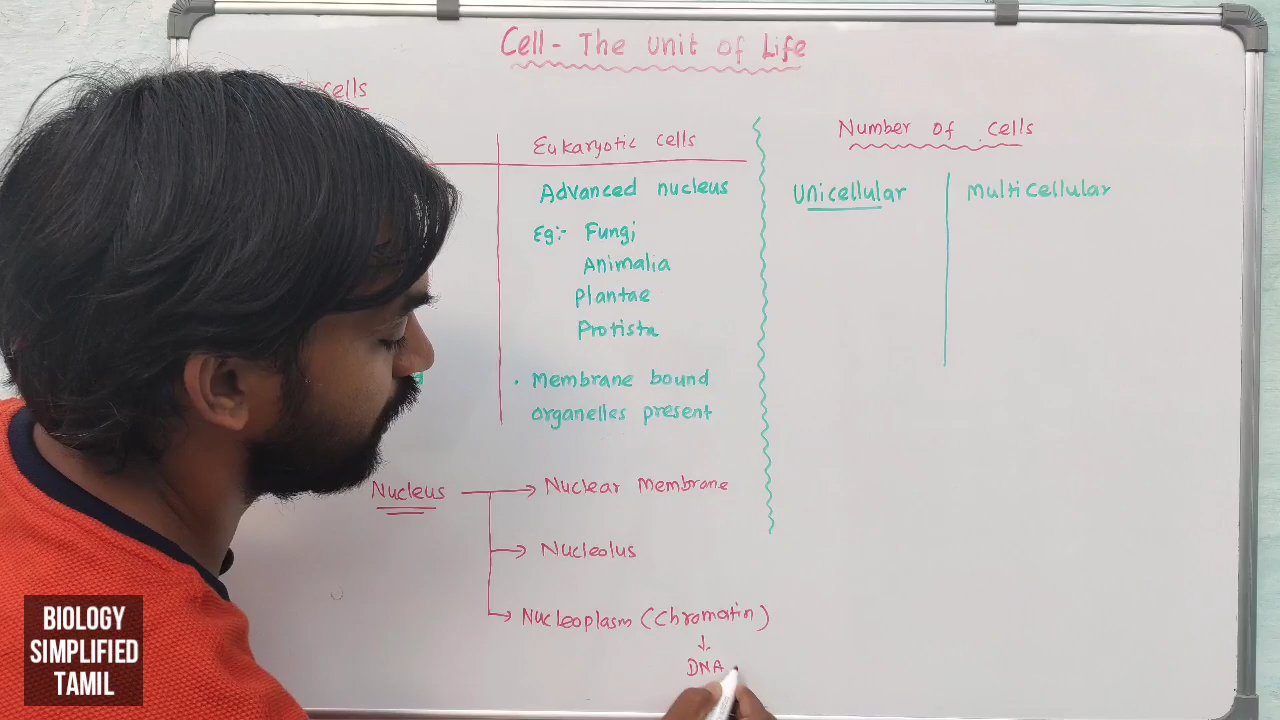 Cell - The Unit of Life
cells
Eukaryotic cells
Advanced nucleus
Eg:- Fungi
Animalia
Plantae
Protista
• Membrane bound
organelles present
Number of cells
Unicellular
Multicellular
Nucleus
Nuclear Membrane
Nucleolus
Nucleoplasm (Chromatin)
DNA
BIOLOGY
SIMPLIFIED
TAMIL